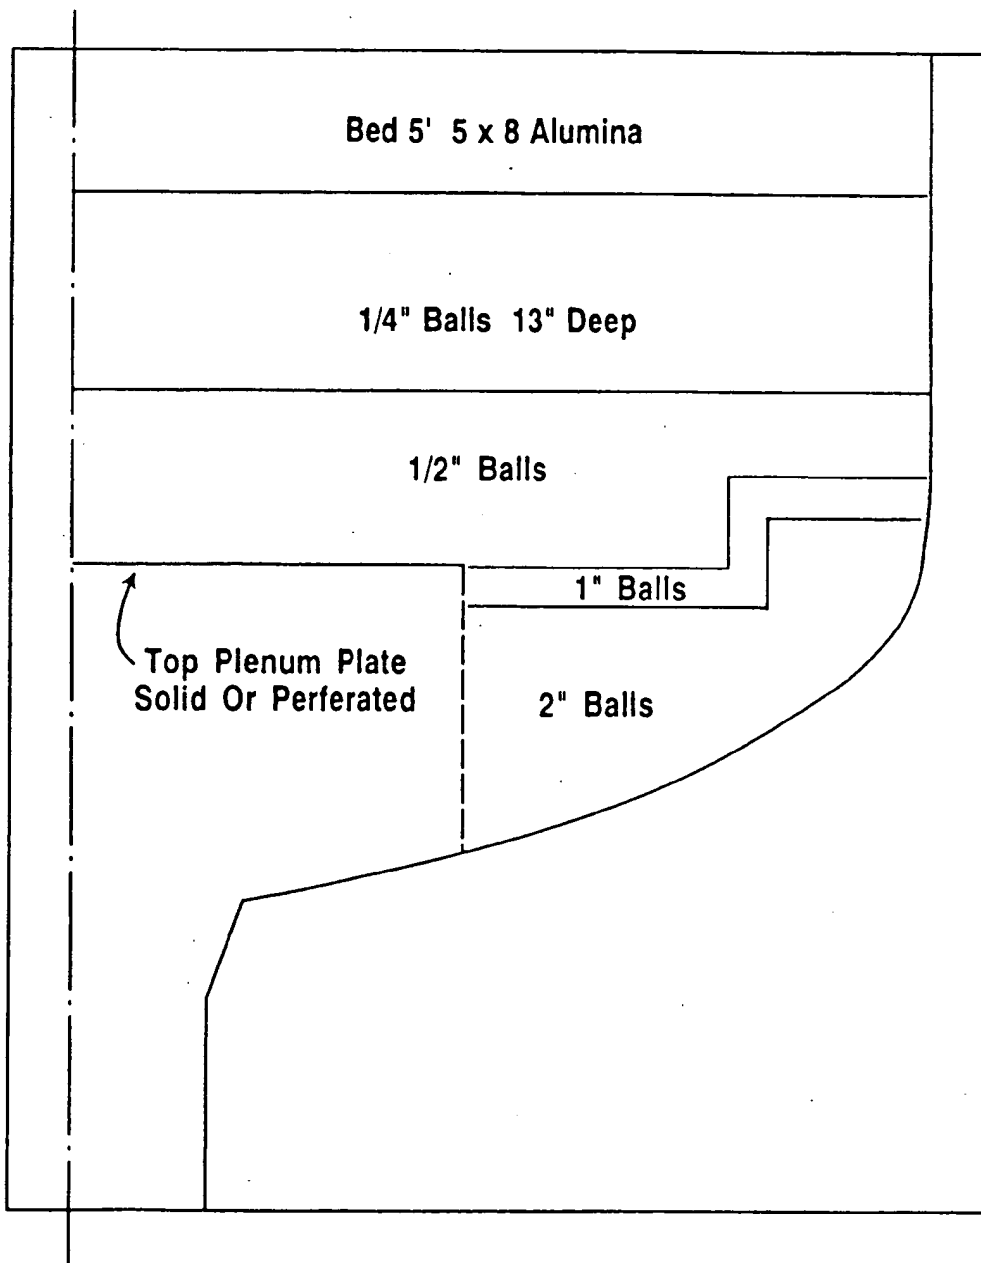 Bed 5' 5 x 8 Alumina
1/4" Balls 13" Deep
1/2" Balls
1" Balls
Top Plenum Plate
Solid Or Perferated
2" Balls